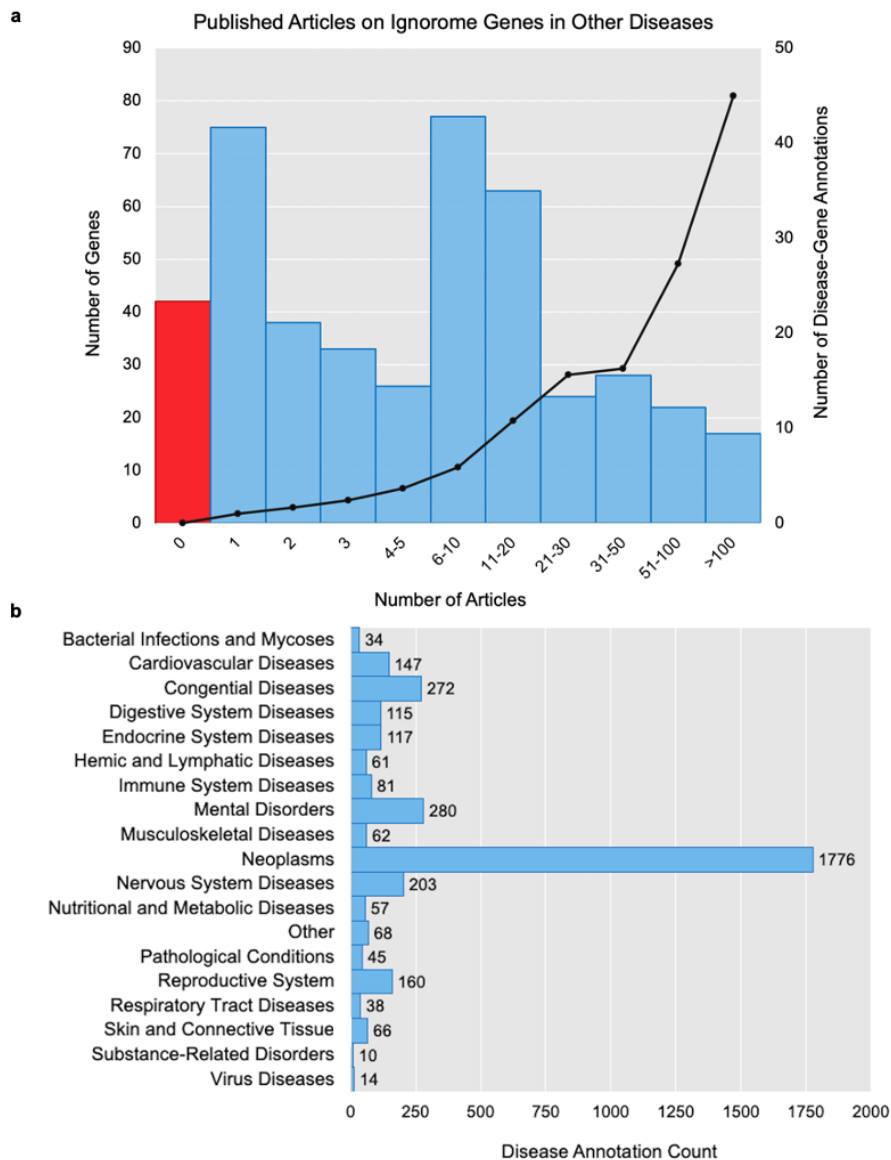 a
Published Articles on Ignorome Genes in Other Diseases
90
80
70
60
50
40
30
20
10
0
Number of Genes
50
40
30
20
10
0
Number of Disease-Gene Annotations
0
1
2
3
4-5
6-10
11-20
21-30
31-50
51-100
>100
Number of Articles
b
Bacterial Infections and Mycoses 34
Cardiovascular Diseases 147
Congential Diseases 272
Digestive System Diseases 115
Endocrine System Diseases 117
Hemic and Lymphatic Diseases 61
Immune System Diseases 81
Mental Disorders 280
Musculoskeletal Diseases 62
Neoplasms 1776
Nervous System Diseases 203
Nutritional and Metabolic Diseases 57
Other 68
Pathological Conditions 45
Reproductive System 160
Respiratory Tract Diseases 38
Skin and Connective Tissue 66
Substance-Related Disorders 10
Virus Diseases 14
0 250 500 750 1000 1250 1500 1750 2000
Disease Annotation Count